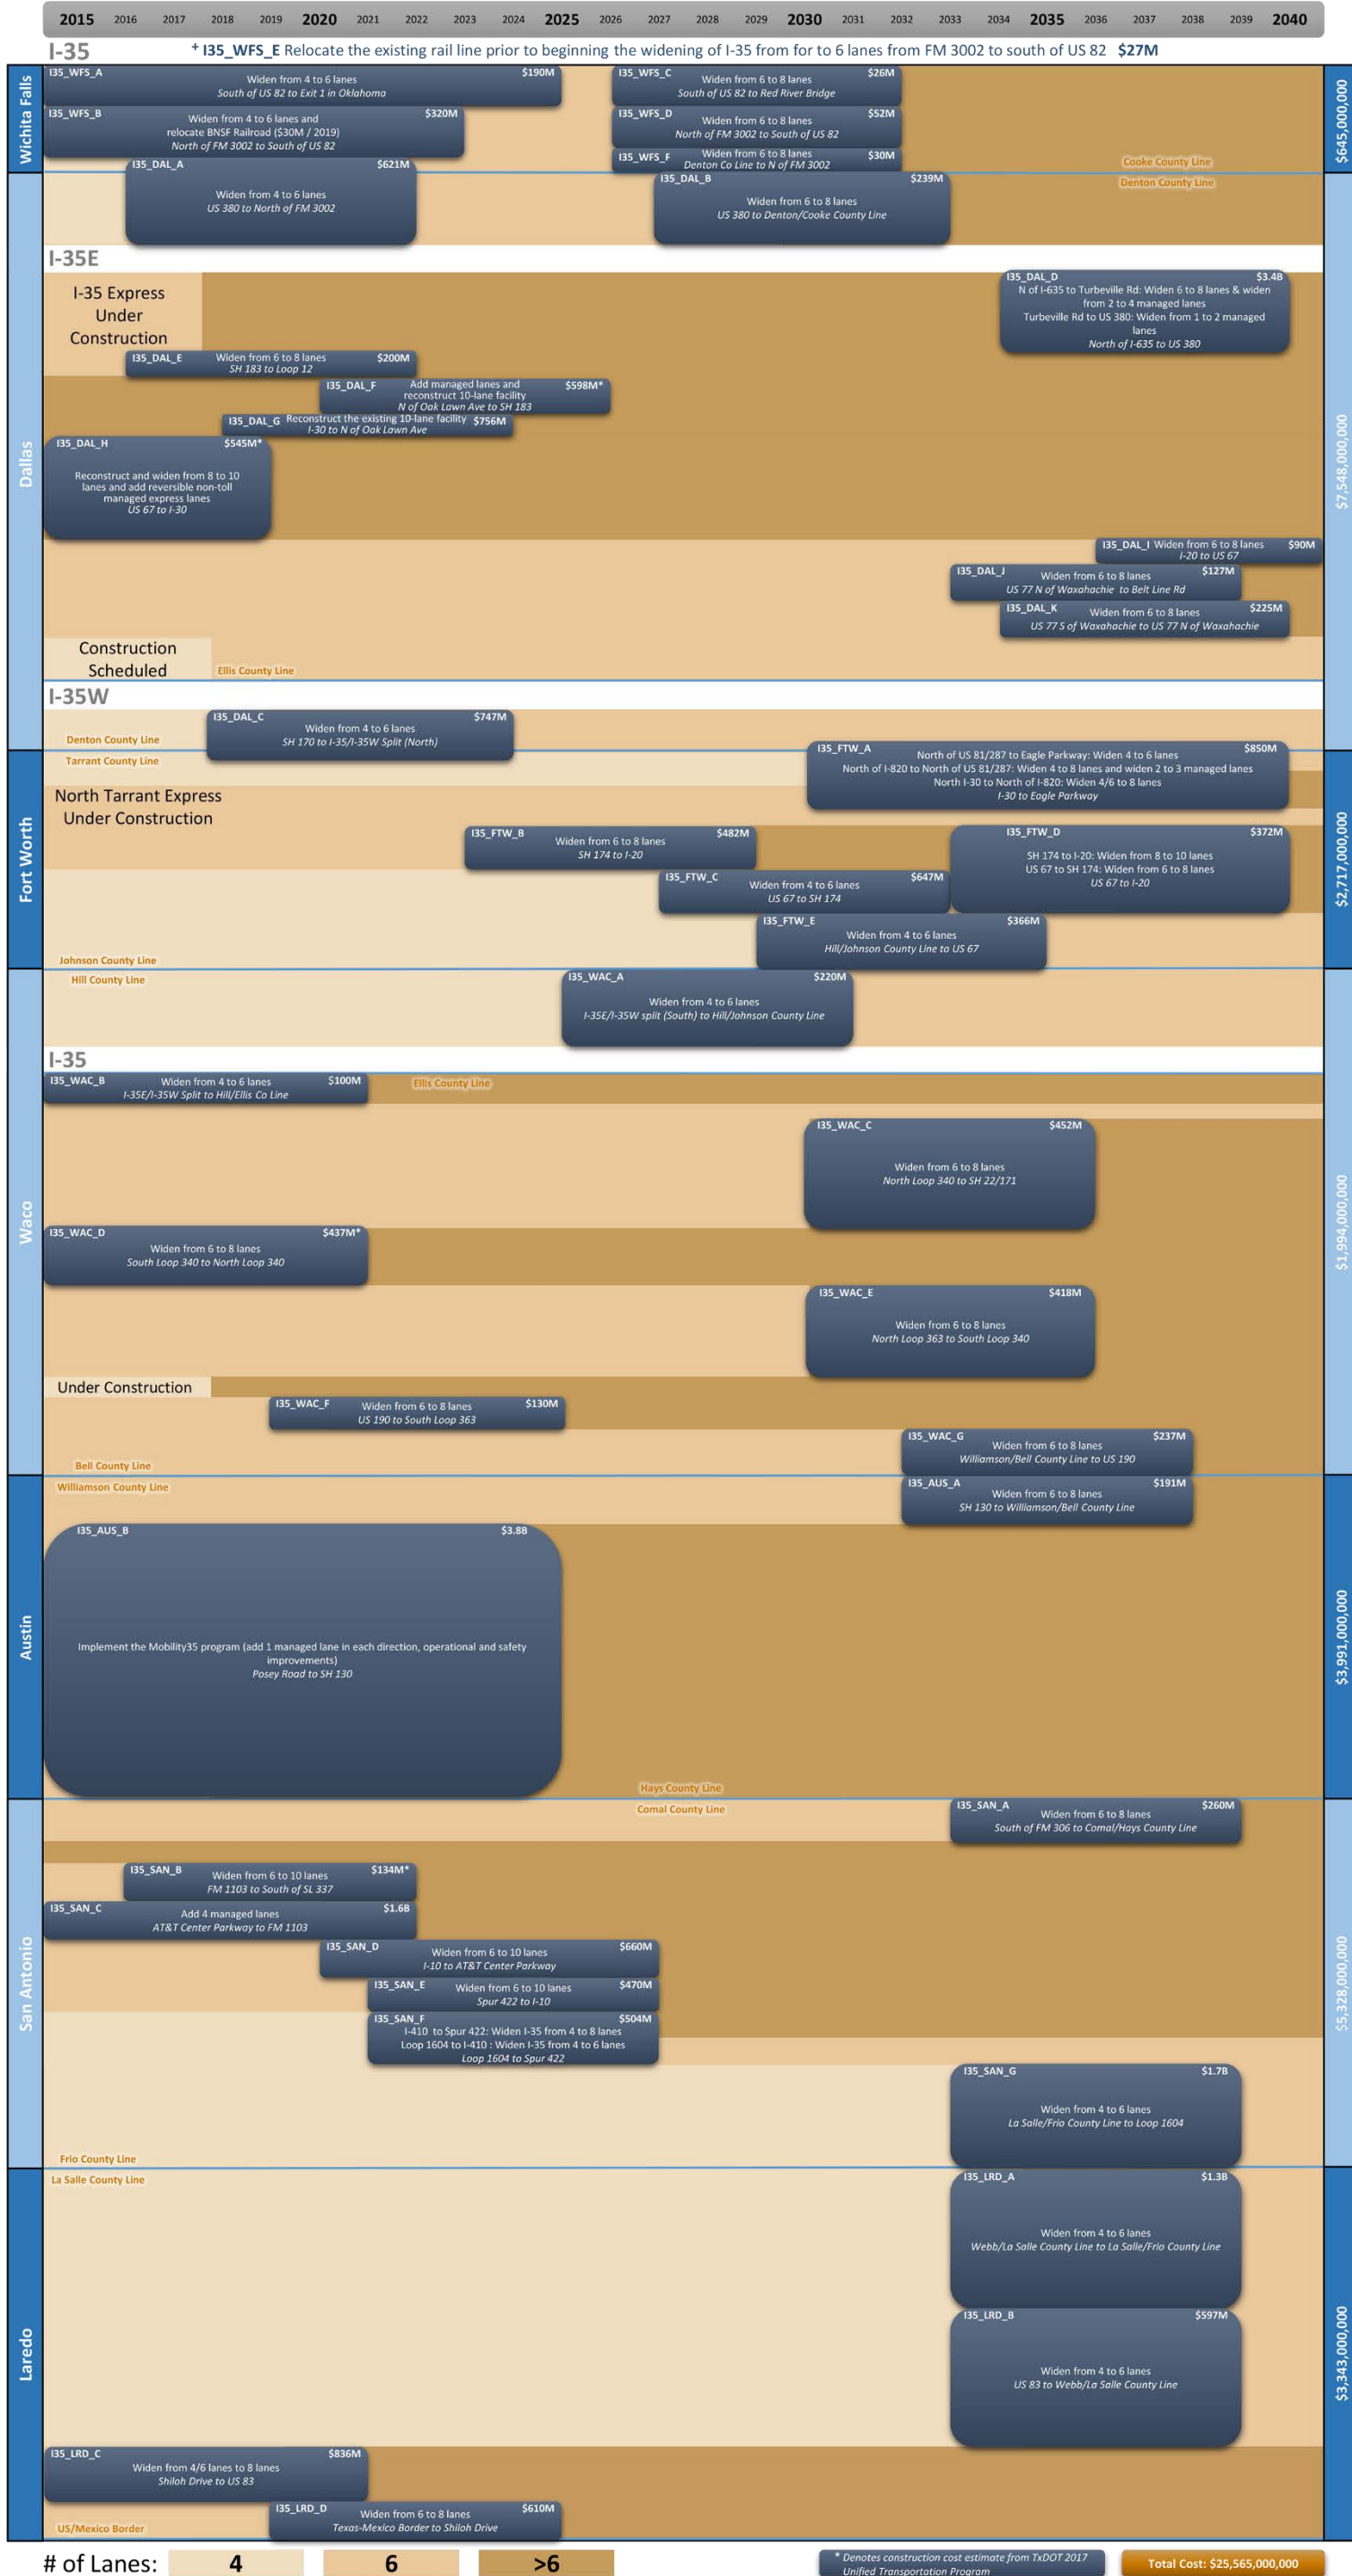 2015 2016 2017 2018 2019 2020 2021 2022 2023 2024 2025 2026 2027 2028 2029 2030 2031 2032 2033 2034 2035 2036 2037 2038 2039 2040
I-35
+ I35_WFS_E Relocate the existing rail line prior to beginning the widening of I-35 from for to 6 lanes from FM 3002 to south of US 82 $27M
Wichita Falls
$645,000,000
I35_WFS_A $190M
Widen from 4 to 6 lanes
South of US 82 to Exit 1 in Oklahoma
I35_WFS_C $26M
Widen from 6 to 8 lanes
South of US 82 to Red River Bridge
I35_WFS_B $320M
Widen from 4 to 6 lanes and
relocate BNSF Railroad ($30M / 2019)
North of FM 3002 to South of US 82
I35_WFS_D $52M
Widen from 6 to 8 lanes
North of FM 3002 to South of US 82
I35_WFS_F $30M
Widen from 6 to 8 lanes
Denton Co Line to N of FM 3002
Cooke County Line
Denton County Line
I35_DAL_A $621M
Widen from 4 to 6 lanes
US 380 to North of FM 3002
I35_DAL_B $239M
Widen from 6 to 8 lanes
US 380 to Denton/Cooke County Line
I-35E
Dallas
$7,548,000,000
I-35 Express
Under
Construction
I35_DAL_D $3.4B
N of I-635 to Turbeville Rd: Widen 6 to 8 lanes & widen
from 2 to 4 managed lanes
Turbeville Rd to US 380: Widen from 1 to 2 managed
lanes
North of I-635 to US 380
I35_DAL_E Widen from 6 to 8 lanes $200M
SH 183 to Loop 12
I35_DAL_F Add managed lanes and $598M*
reconstruct 10-lane facility
N of Oak Lawn Ave to SH 183
I35_DAL_G Reconstruct the existing 10-lane facility $756M
I-30 to N of Oak Lawn Ave
I35_DAL_H $545M*
Reconstruct and widen from 8 to 10
lanes and add reversible non-toll
managed express lanes
US 67 to I-30
I35_DAL_I Widen from 6 to 8 lanes $90M
I-20 to US 67
I35_DAL_J $127M
Widen from 6 to 8 lanes
US 77 N of Waxahachie to Belt Line Rd
I35_DAL_K Widen from 6 to 8 lanes $225M
US 77 S of Waxahachie to US 77 N of Waxahachie
Construction
Scheduled
Ellis County Line
I-35W
I35_DAL_C $747M
Widen from 4 to 6 lanes
SH 170 to I-35/I-35W Split (North)
Denton County Line
Tarrant County Line
Fort Worth
$2,717,000,000
I35_FTW_A $850M
North of US 81/287 to Eagle Parkway: Widen 4 to 6 lanes
North of I-820 to North of US 81/287: Widen 4 to 8 lanes and widen 2 to 3 managed lanes
North I-30 to North of I-820: Widen 4/6 to 8 lanes
I-30 to Eagle Parkway
North Tarrant Express
Under Construction
I35_FTW_B $482M
Widen from 6 to 8 lanes
SH 174 to I-20
I35_FTW_D $372M
SH 174 to I-20: Widen from 8 to 10 lanes
US 67 to SH 174: Widen from 6 to 8 lanes
US 67 to I-20
I35_FTW_C $647M
Widen from 4 to 6 lanes
US 67 to SH 174
I35_FTW_E $366M
Widen from 4 to 6 lanes
Hill/Johnson County Line to US 67
Johnson County Line
Hill County Line
I35_WAC_A $220M
Widen from 4 to 6 lanes
I-35E/I-35W split (South) to Hill/Johnson County Line
I-35
Waco
$1,994,000,000
I35_WAC_B Widen from 4 to 6 lanes $100M
I-35E/I-35W Split to Hill/Ellis Co Line
Ellis County Line
I35_WAC_C $452M
Widen from 6 to 8 lanes
North Loop 340 to SH 22/171
I35_WAC_D $437M*
Widen from 6 to 8 lanes
South Loop 340 to North Loop 340
I35_WAC_E $418M
Widen from 6 to 8 lanes
North Loop 363 to South Loop 340
Under Construction
I35_WAC_F Widen from 6 to 8 lanes $130M
US 190 to South Loop 363
I35_WAC_G $237M
Widen from 6 to 8 lanes
Williamson/Bell County Line to US 190
Bell County Line
Williamson County Line
I35_AUS_A $191M
Widen from 6 to 8 lanes
SH 130 to Williamson/Bell County Line
Austin
$3,991,000,000
I35_AUS_B $3.8B
Implement the Mobility35 program (add 1 managed lane in each direction, operational and safety
improvements)
Posey Road to SH 130
Hays County Line
Comal County Line
San Antonio
$5,328,000,000
I35_SAN_A $260M
Widen from 6 to 8 lanes
South of FM 306 to Comal/Hays County Line
I35_SAN_B $134M*
Widen from 6 to 10 lanes
FM 1103 to South of SL 337
I35_SAN_C $1.6B
Add 4 managed lanes
AT&T Center Parkway to FM 1103
I35_SAN_D $660M
Widen from 6 to 10 lanes
I-10 to AT&T Center Parkway
I35_SAN_E Widen from 6 to 10 lanes $470M
Spur 422 to I-10
I35_SAN_F $504M
I-410 to Spur 422: Widen I-35 from 4 to 8 lanes
Loop 1604 to I-410 : Widen I-35 from 4 to 6 lanes
Loop 1604 to Spur 422
I35_SAN_G $1.7B
Widen from 4 to 6 lanes
La Salle/Frio County Line to Loop 1604
Frio County Line
La Salle County Line
Laredo
$3,343,000,000
I35_LRD_A $1.3B
Widen from 4 to 6 lanes
Webb/La Salle County Line to La Salle/Frio County Line
I35_LRD_B $597M
Widen from 4 to 6 lanes
US 83 to Webb/La Salle County Line
I35_LRD_C $836M
Widen from 4/6 lanes to 8 lanes
Shiloh Drive to US 83
I35_LRD_D Widen from 6 to 8 lanes $610M
Texas-Mexico Border to Shiloh Drive
US/Mexico Border
# of Lanes: 4 6 >6
* Denotes construction cost estimate from TxDOT 2017
Unified Transportation Program
Total Cost: $25,565,000,000